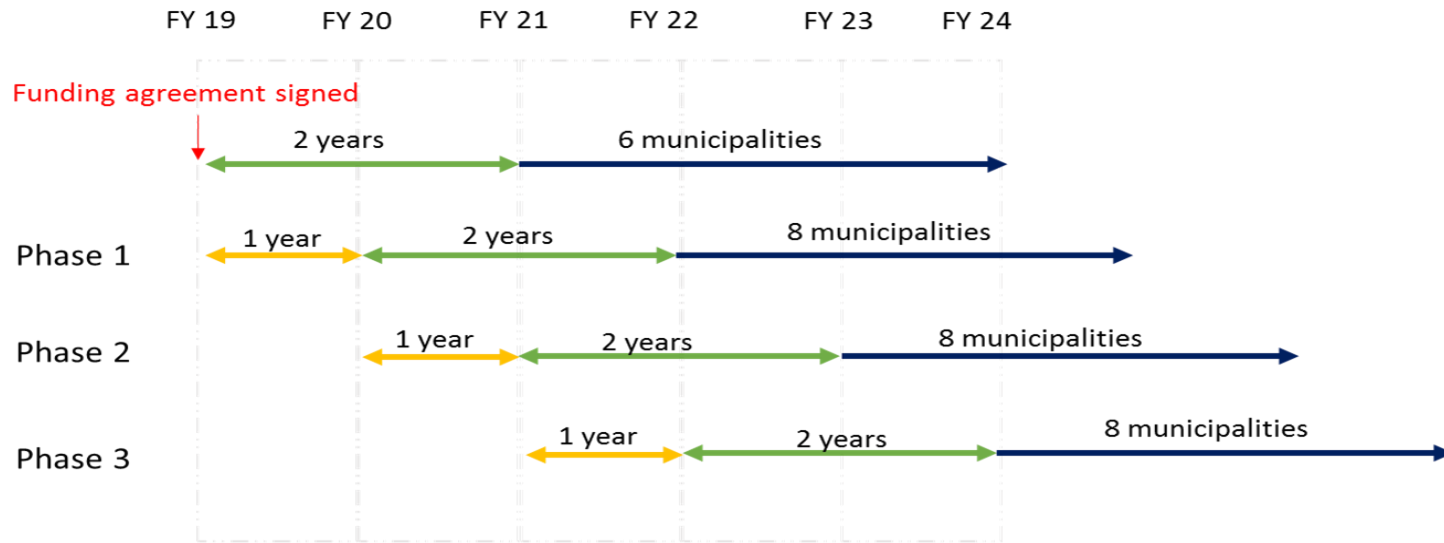 FY 19 FY 20 FY 21 FY 22 FY 23 FY 24
Funding agreement signed
2 years 6 municipalities
Phase 1 1 year 2 years 8 municipalities
Phase 2 1 year 2 years 8 municipalities
Phase 3 1 year 2 years 8 municipalities